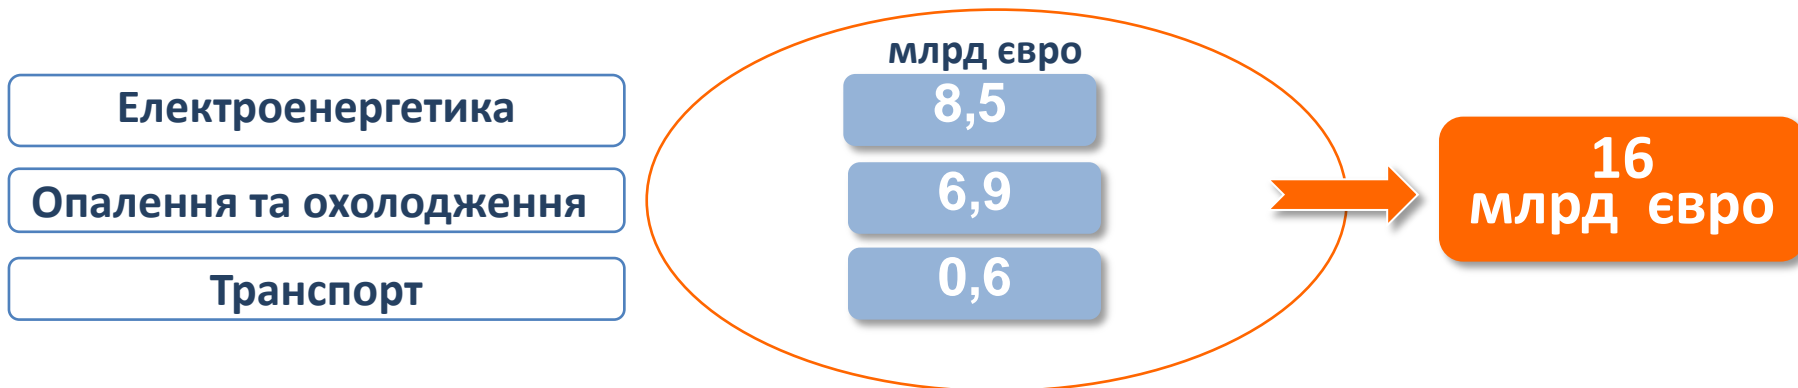 млрд євро
Електроенергетика
8,5
Опалення та охолодження
6,9
Транспорт
0,6
16
млрд євро